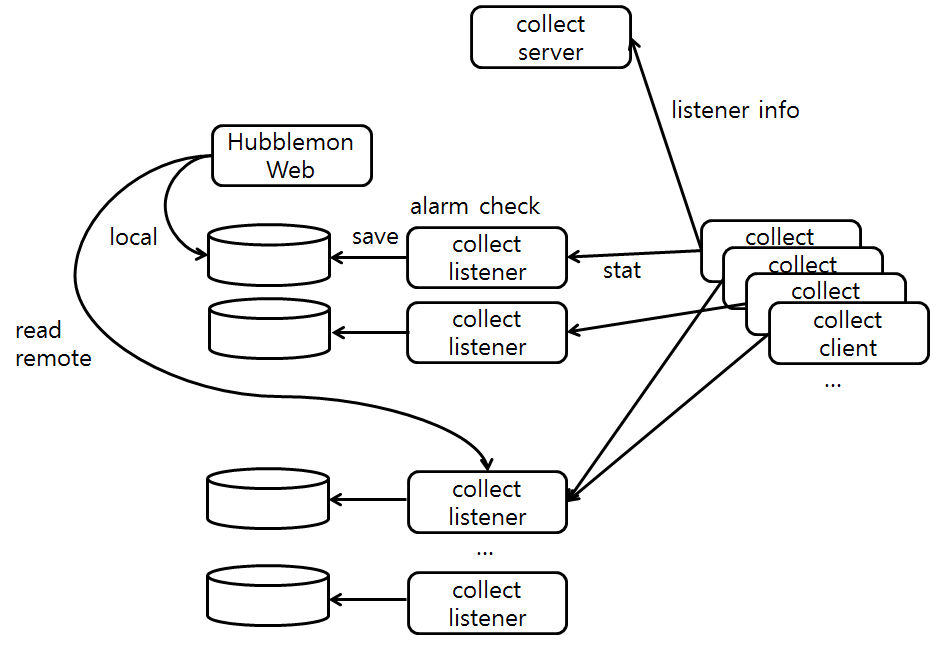 collect
server
listener info
Hubblemon
Web
alarm check
local
save
collect
listener
stat
collect
collect
collect
collect
client
...
collect
listener
read
remote
collect
listener
...
collect
listener